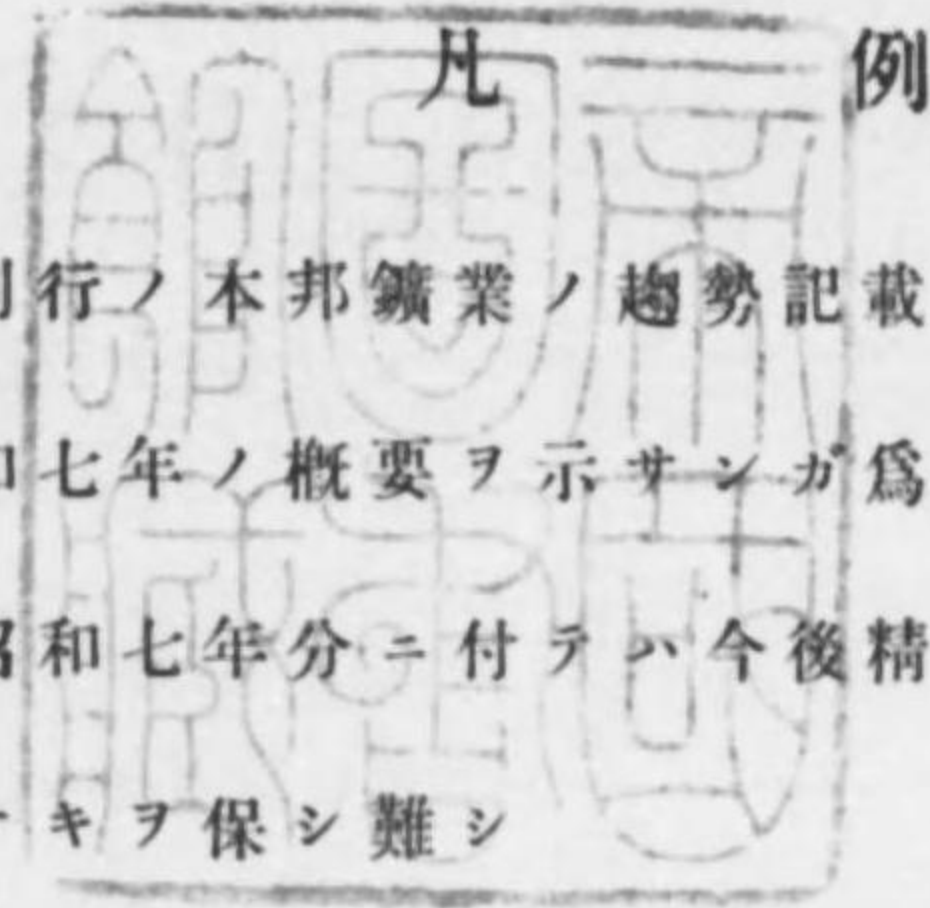 凡例
行ノ本邦鑛業ノ趨勢記載
七年ノ概要ヲ示サンガ爲
和七年分ニ付テハ今後精
キヲ保シ難シ